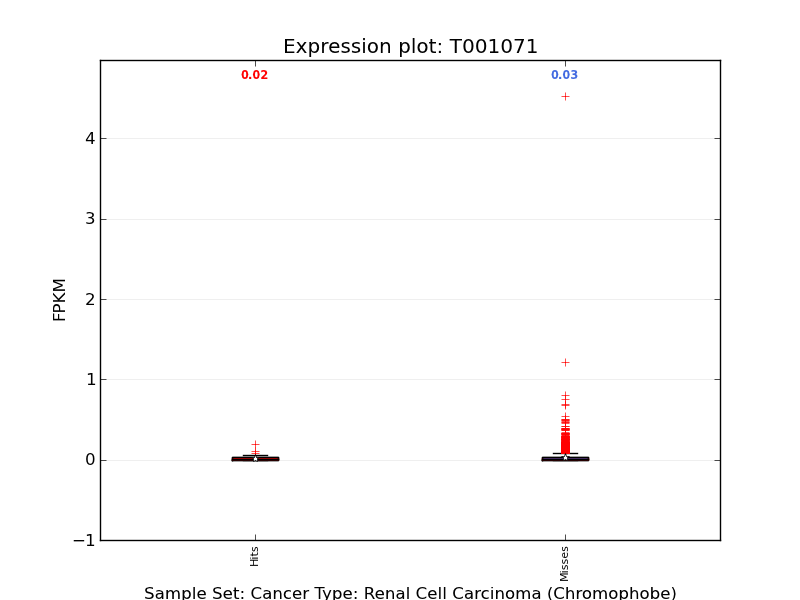 Expression plot: T001071
0.02
0.03
4
3
2
1
0
−1
FPKM
Hits
Misses
Sample Set: Cancer Type: Renal Cell Carcinoma (Chromophobe)